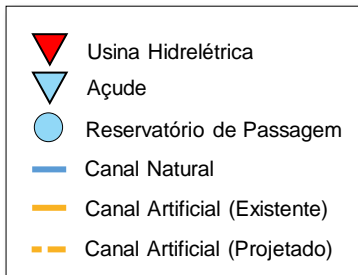 Usina Hidrelétrica
Açude
Reservatório de Passagem
Canal Natural
Canal Artificial (Existente)
Canal Artificial (Projetado)